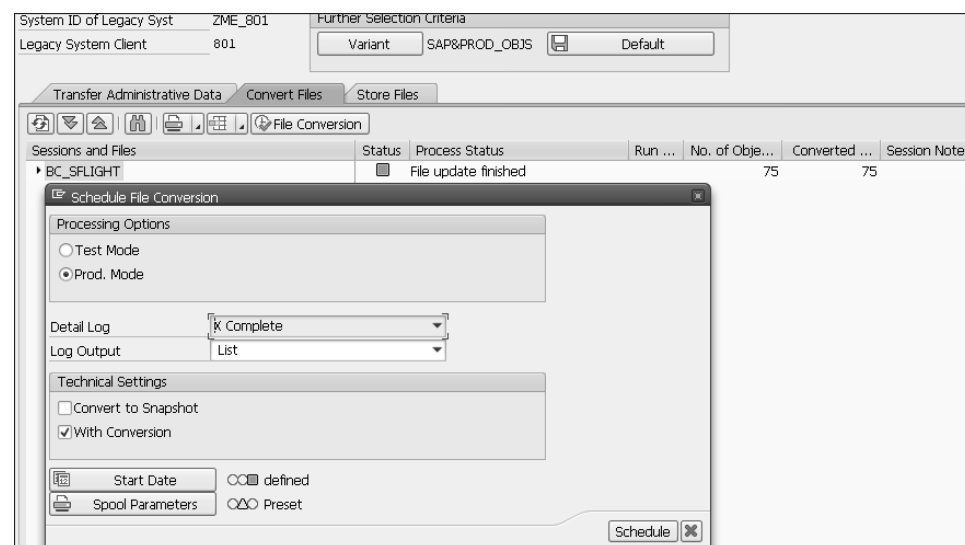 System ID of Legacy Syst ZME_801 Further Selection Criteria
Legacy System Client 801 Variant SAP&PROD_OBJS Default
Transfer Administrative Data Convert Files Store Files
File Conversion
Sessions and Files Status Process Status Run ... No. of Obje... Converted ... Session Note
BC_SFLIGHT File update finished 75 75
Schedule File Conversion
Processing Options
Test Mode
Prod. Mode
Detail Log X Complete
Log Output List
Technical Settings
Convert to Snapshot
With Conversion
Start Date defined
Spool Parameters Preset
Schedule